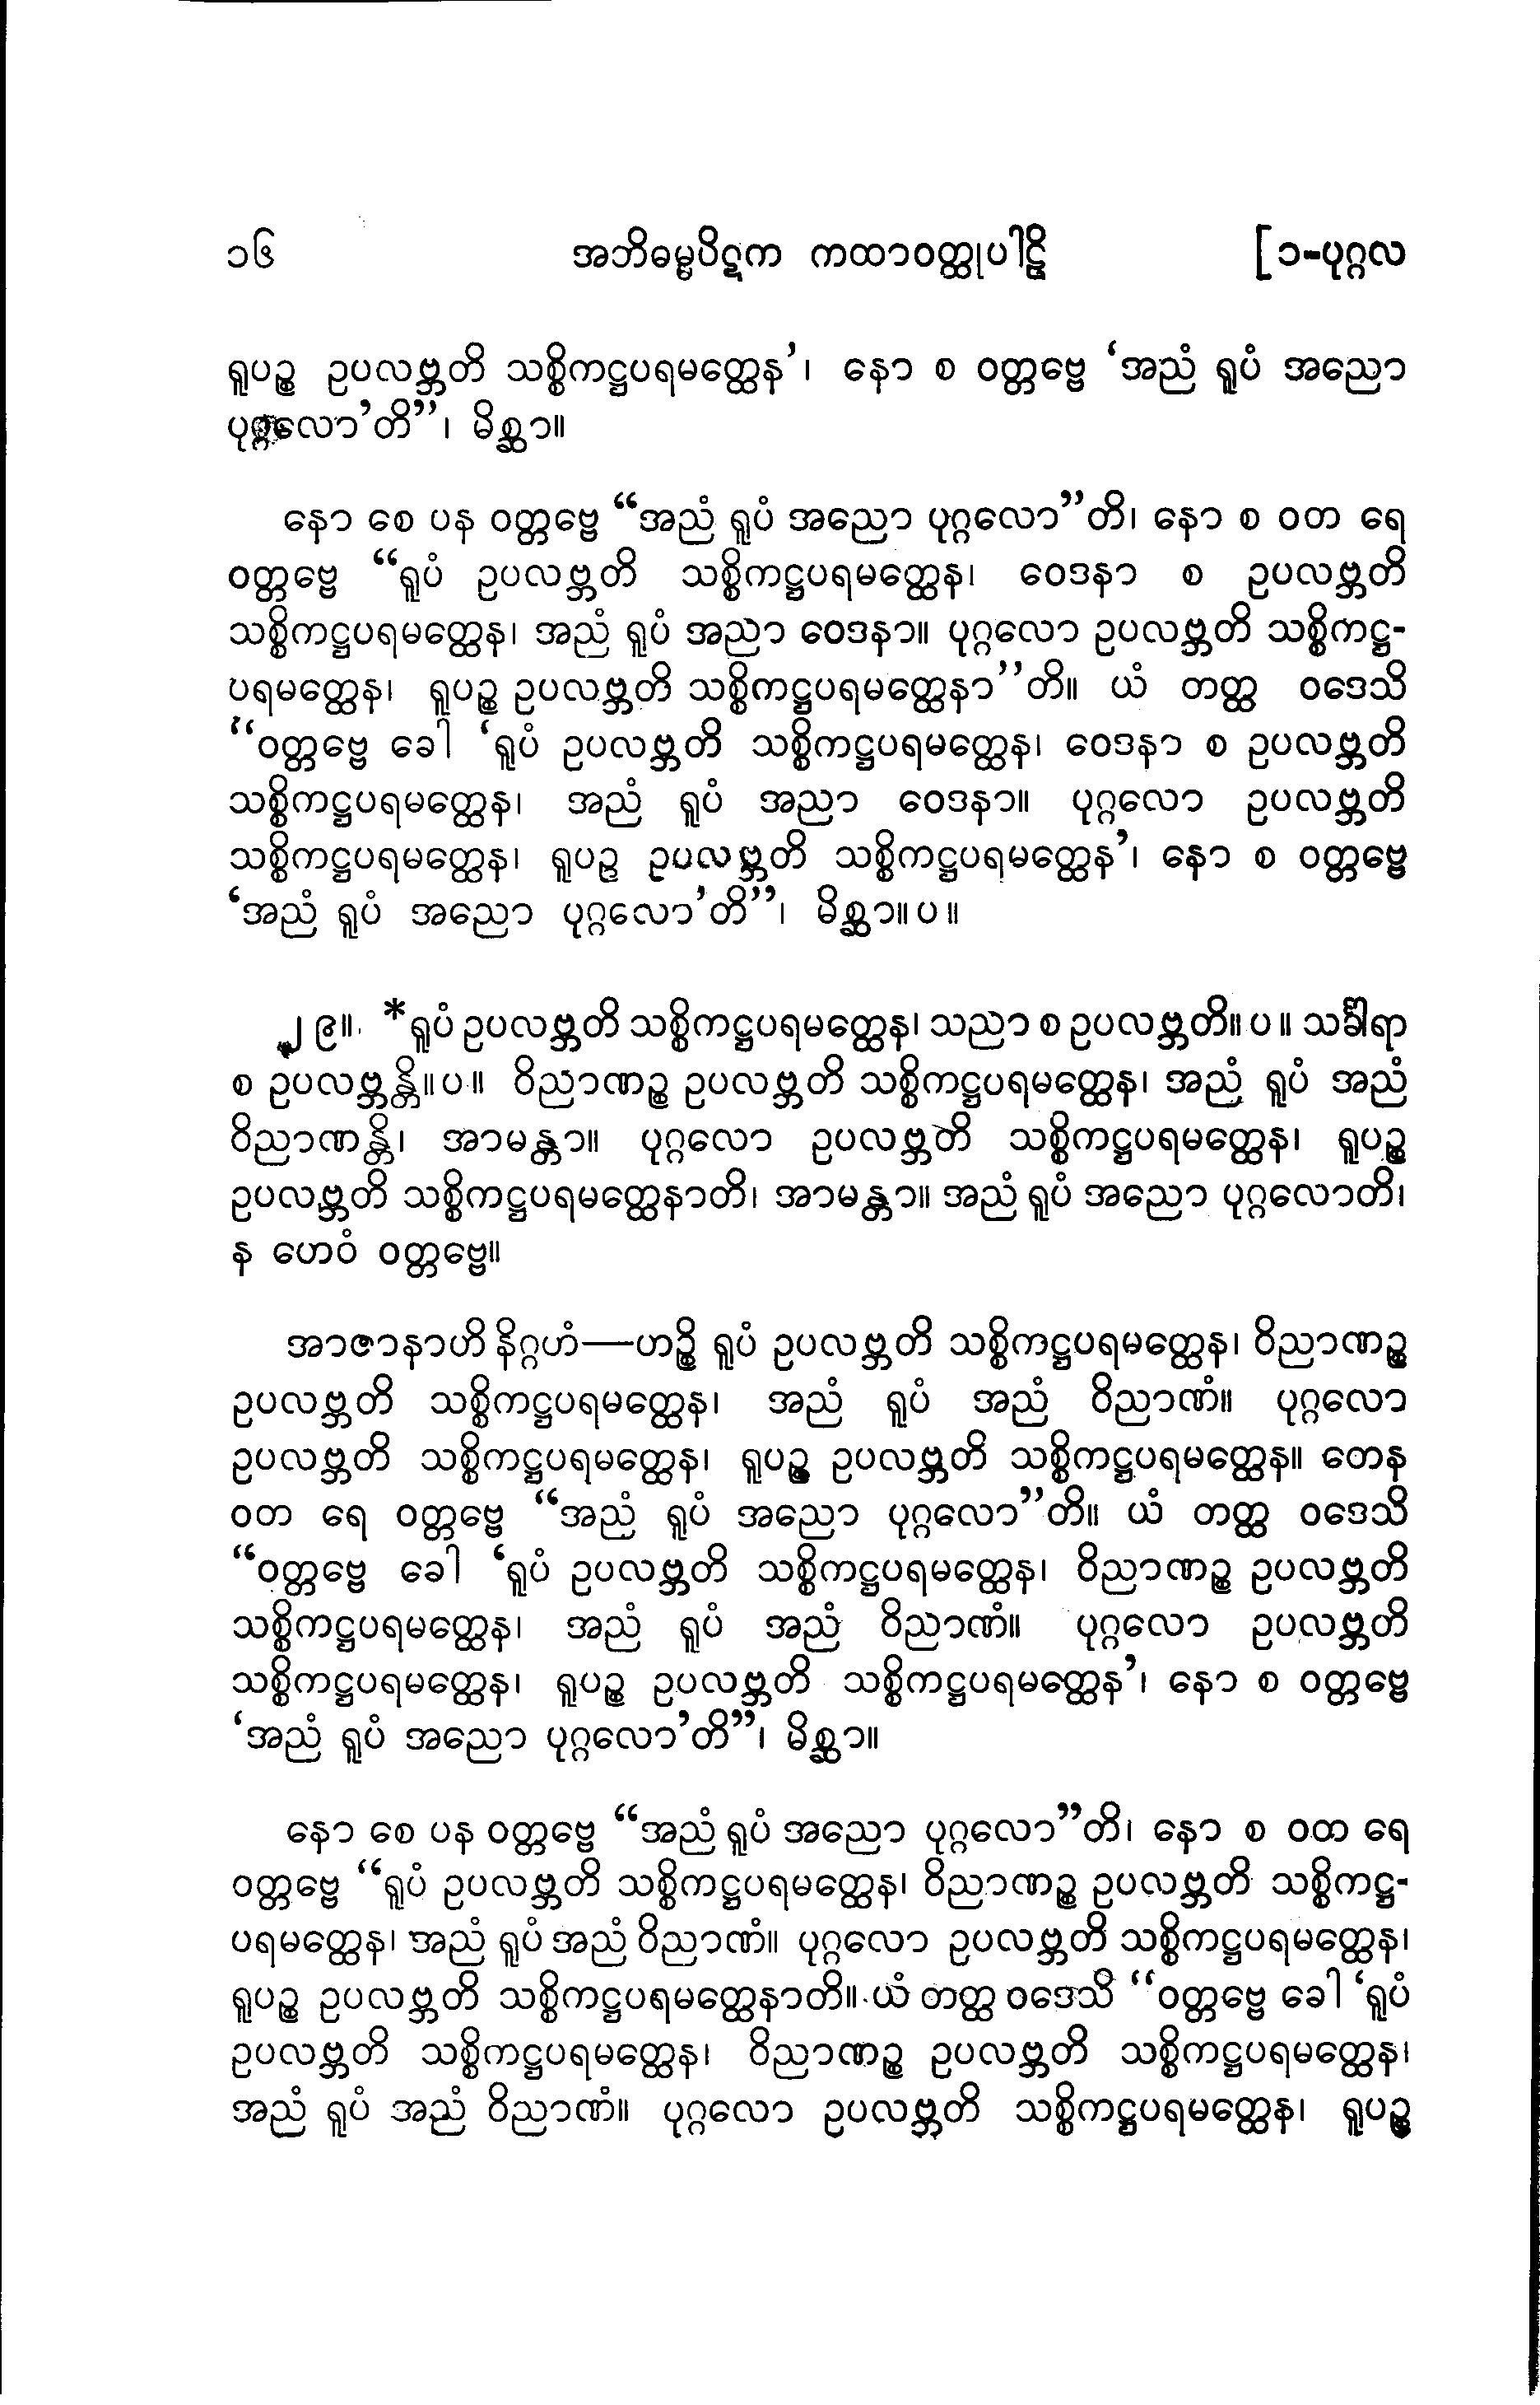 ၁၆ အဘိဓမ္မပိဋက ကထာဝတ္ထုပါဠိ [ ၁-ပုဂ္ဂလ
ရူပဉ္စ ဥပလဗ္ဘတိ သစ္စိကဋ္ဌပရမတ္ထေန’၊ နော စ ဝတ္တဗ္ဗေ ‘အညံ ရူပံ အညော
ပုဂ္ဂလော’တိ”၊ မိစ္ဆာ။
နော စေ ပန ဝတ္တဗ္ဗေ “အညံ ရူပံ အညော ပုဂ္ဂလော”တိ၊ နော စ ဝတ ရေ
ဝတ္တဗ္ဗေ “ရူပံ ဥပလဗ္ဘတိ သစ္စိကဋ္ဌပရမတ္ထေန၊ ဝေဒနာ စ ဥပလဗ္ဘတိ
သစ္စိကဋ္ဌပရမတ္ထေန၊ အညံ ရူပံ အညာ ဝေဒနာ။ ပုဂ္ဂလော ဥပလဗ္ဘတိ သစ္စိကဋ္ဌ-
ပရမတ္ထေန၊ ရူပဉ္စ ဥပလဗ္ဘတိ သစ္စိကဋ္ဌပရမတ္ထေနာ”တိ။ ယံ တတ္ထ ဝဒေသိ
“ဝတ္တဗ္ဗေ ခေါ ‘ရူပံ ဥပလဗ္ဘတိ သစ္စိကဋ္ဌပရမတ္ထေန၊ ဝေဒနာ စ ဥပလဗ္ဘတိ
သစ္စိကဋ္ဌပရမတ္ထေန၊ အညံ ရူပံ အညာ ဝေဒနာ။ ပုဂ္ဂလော ဥပလဗ္ဘတိ
သစ္စိကဋ္ဌပရမတ္ထေန၊ ရူပဉ္စ ဥပလဗ္ဘတိ သစ္စိကဋ္ဌပရမတ္ထေန’၊ နော စ ဝတ္တဗ္ဗေ
‘အညံ ရူပံ အညော ပုဂ္ဂလော’တိ”၊ မိစ္ဆာ။ပ။
၂၉။ *ရူပံ ဥပလဗ္ဘတိ သစ္စိကဋ္ဌပရမတ္ထေန၊ သညာ စ ဥပလဗ္ဘတိ။ပ။ သင်္ခါရာ
စ ဥပလဗ္ဘန္တိ။ပ။ ဝိညာဏဉ္စ ဥပလဗ္ဘတိ သစ္စိကဋ္ဌပရမတ္ထေန၊ အညံ ရူပံ အညံ
ဝိညာဏန္တိ၊ အာမန္တာ။ ပုဂ္ဂလော ဥပလဗ္ဘတိ သစ္စိကဋ္ဌပရမတ္ထေန၊ ရူပဉ္စ
ဥပလဗ္ဘတိ သစ္စိကဋ္ဌပရမတ္ထေနာတိ၊ အာမန္တာ။ အညံ ရူပံ အညော ပုဂ္ဂလောတိ၊
န ဟေဝံ ဝတ္တဗ္ဗေ။
အာဇာနာဟိ နိဂ္ဂဟံ—ဟဉ္စိ ရူပံ ဥပလဗ္ဘတိ သစ္စိကဋ္ဌပရမတ္ထေန၊ ဝိညာဏဉ္စ
ဥပလဗ္ဘတိ သစ္စိကဋ္ဌပရမတ္ထေန၊ အညံ ရူပံ အညံ ဝိညာဏံ။ ပုဂ္ဂလော
ဥပလဗ္ဘတိ သစ္စိကဋ္ဌပရမတ္ထေန၊ ရူပဉ္စ ဥပလဗ္ဘတိ သစ္စိကဋ္ဌပရမတ္ထေန။ တေန
ဝတ ရေ ဝတ္တဗ္ဗေ “အညံ ရူပံ အညော ပုဂ္ဂလော”တိ။ ယံ တတ္ထ ဝဒေသိ
“ဝတ္တဗ္ဗေ ခေါ ‘ရူပံ ဥပလဗ္ဘတိ သစ္စိကဋ္ဌပရမတ္ထေန၊ ဝိညာဏဉ္စ ဥပလဗ္ဘတိ
သစ္စိကဋ္ဌပရမတ္ထေန၊ အညံ ရူပံ အညံ ဝိညာဏံ။ ပုဂ္ဂလော ဥပလဗ္ဘတိ
သစ္စိကဋ္ဌပရမတ္ထေန၊ ရူပဉ္စ ဥပလဗ္ဘတိ သစ္စိကဋ္ဌပရမတ္ထေန’၊ နော စ ဝတ္တဗ္ဗေ
‘အညံ ရူပံ အညော ပုဂ္ဂလော’တိ”၊ မိစ္ဆာ။
နော စေ ပန ဝတ္တဗ္ဗေ “အညံ ရူပံ အညော ပုဂ္ဂလော”တိ၊ နော စ ဝတ ရေ
ဝတ္တဗ္ဗေ “ရူပံ ဥပလဗ္ဘတိ သစ္စိကဋ္ဌပရမတ္ထေန၊ ဝိညာဏဉ္စ ဥပလဗ္ဘတိ သစ္စိကဋ္ဌ-
ပရမတ္ထေန၊ အညံ ရူပံ အညံ ဝိညာဏံ။ ပုဂ္ဂလော ဥပလဗ္ဘတိ သစ္စိကဋ္ဌပရမတ္ထေန၊
ရူပဉ္စ ဥပလဗ္ဘတိ သစ္စိကဋ္ဌပရမတ္ထေနာတိ။ ယံ တတ္ထ ဝဒေသိ “ဝတ္တဗ္ဗေ ခေါ ‘ရူပံ
ဥပလဗ္ဘတိ သစ္စိကဋ္ဌပရမတ္ထေန၊ ဝိညာဏဉ္စ ဥပလဗ္ဘတိ သစ္စိကဋ္ဌပရမတ္ထေန၊
အညံ ရူပံ အညံ ဝိညာဏံ။ ပုဂ္ဂလော ဥပလဗ္ဘတိ သစ္စိကဋ္ဌပရမတ္ထေန၊ ရူပဉ္စ